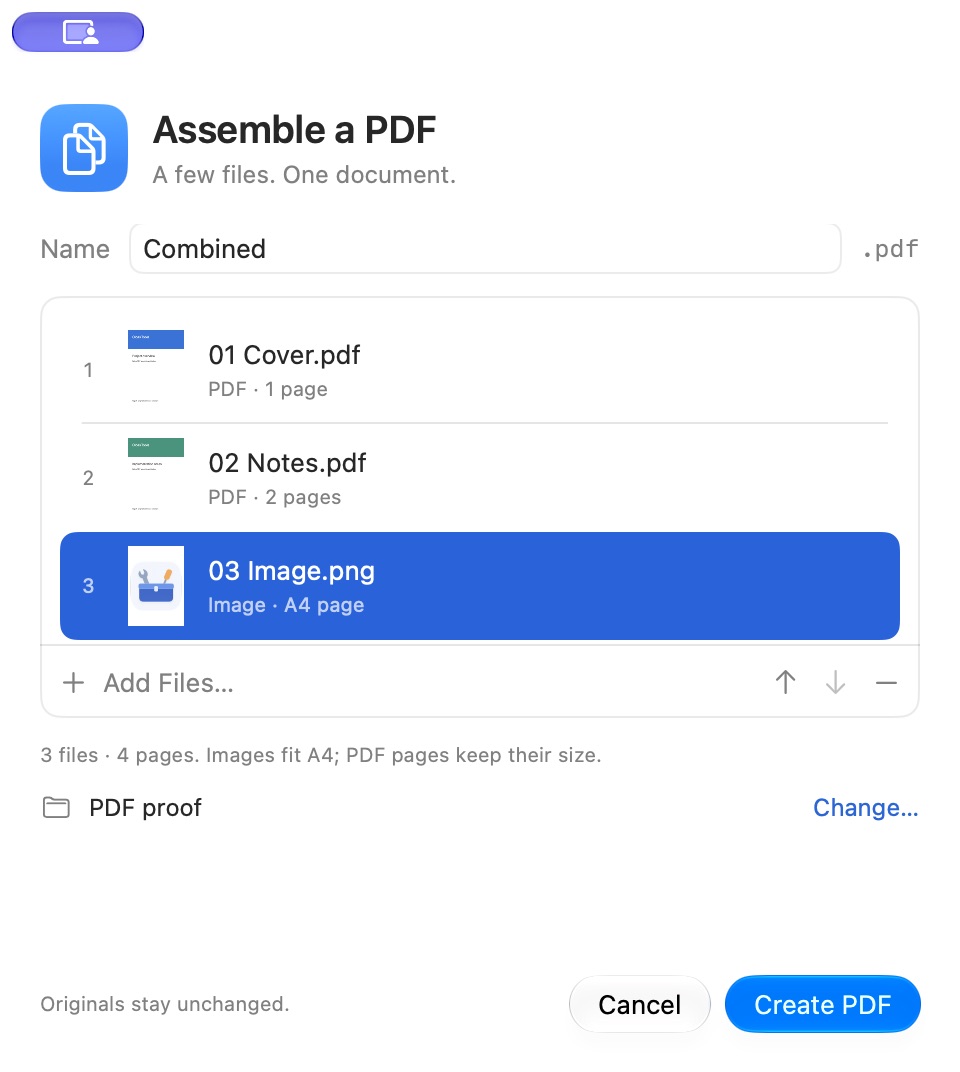 Assemble a PDF
A few files. One document.
Name Combined .pdf
1
01 Cover.pdf
PDF · 1 page
2
02 Notes.pdf
PDF · 2 pages
3
03 Image.png
Image · A4 page
Add Files...
3 files · 4 pages. Images fit A4; PDF pages keep their size.
PDF proof Change...
Originals stay unchanged.
Cancel Create PDF